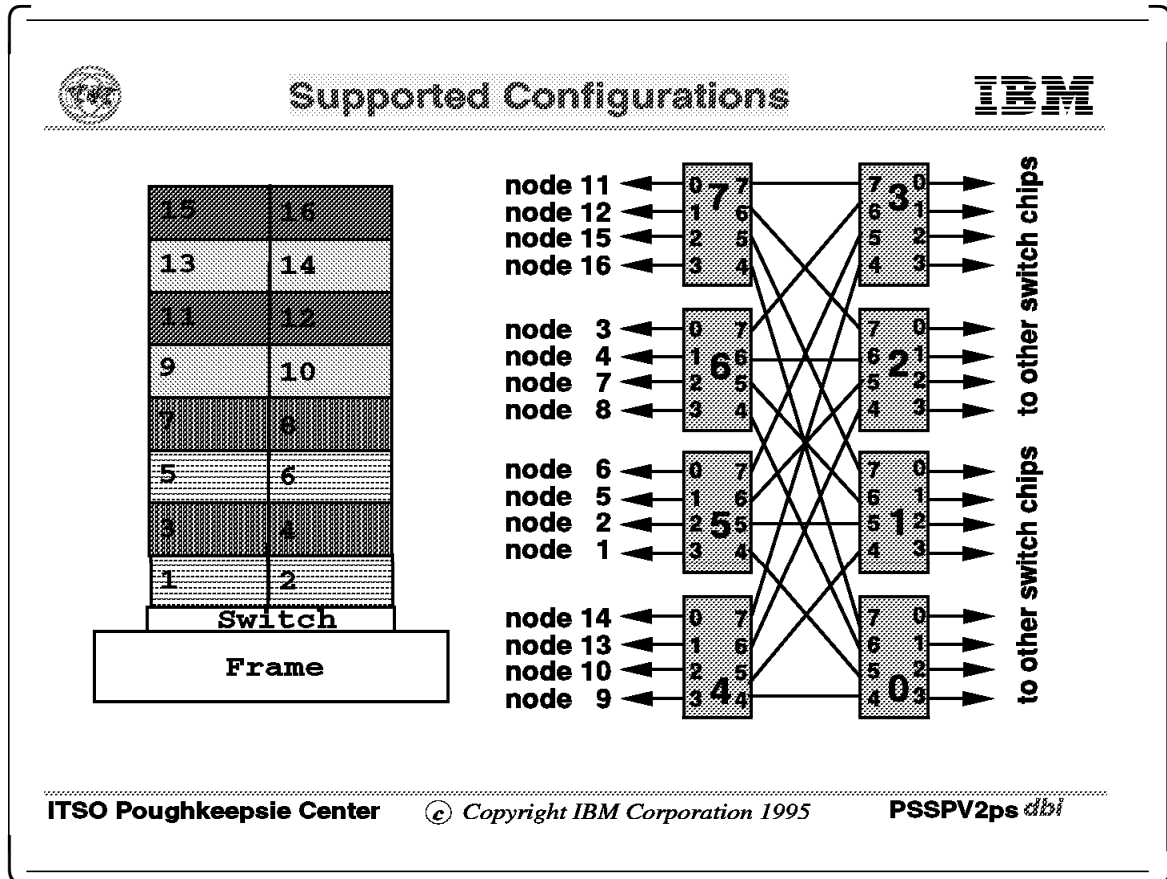 Supported Configurations
IBM
15 16
13 14
11 12
9 10
7 8
5 6
3 4
1 2
Switch
Frame
node 11
node 12
node 15
node 16
node 3
node 4
node 7
node 8
node 6
node 5
node 2
node 1
node 14
node 13
node 10
node 9
0 7 7
1 6
2 5
3 4
0 7
1 6 6
2 5
3 4
0 7
1 6
2 5 5
3 4
0 7
1 6
2 5
3 4 4
7 3 0
6 1
5 2
4 3
7 0
6 2 1
5 2
4 3
7 0
6 1
5 1 2
4 3
7 0
6 1
5 2
4 0 3
to other switch chips
to other switch chips
ITSO Poughkeepsie Center
c Copyright IBM Corporation 1995
PSSPV2ps dbi